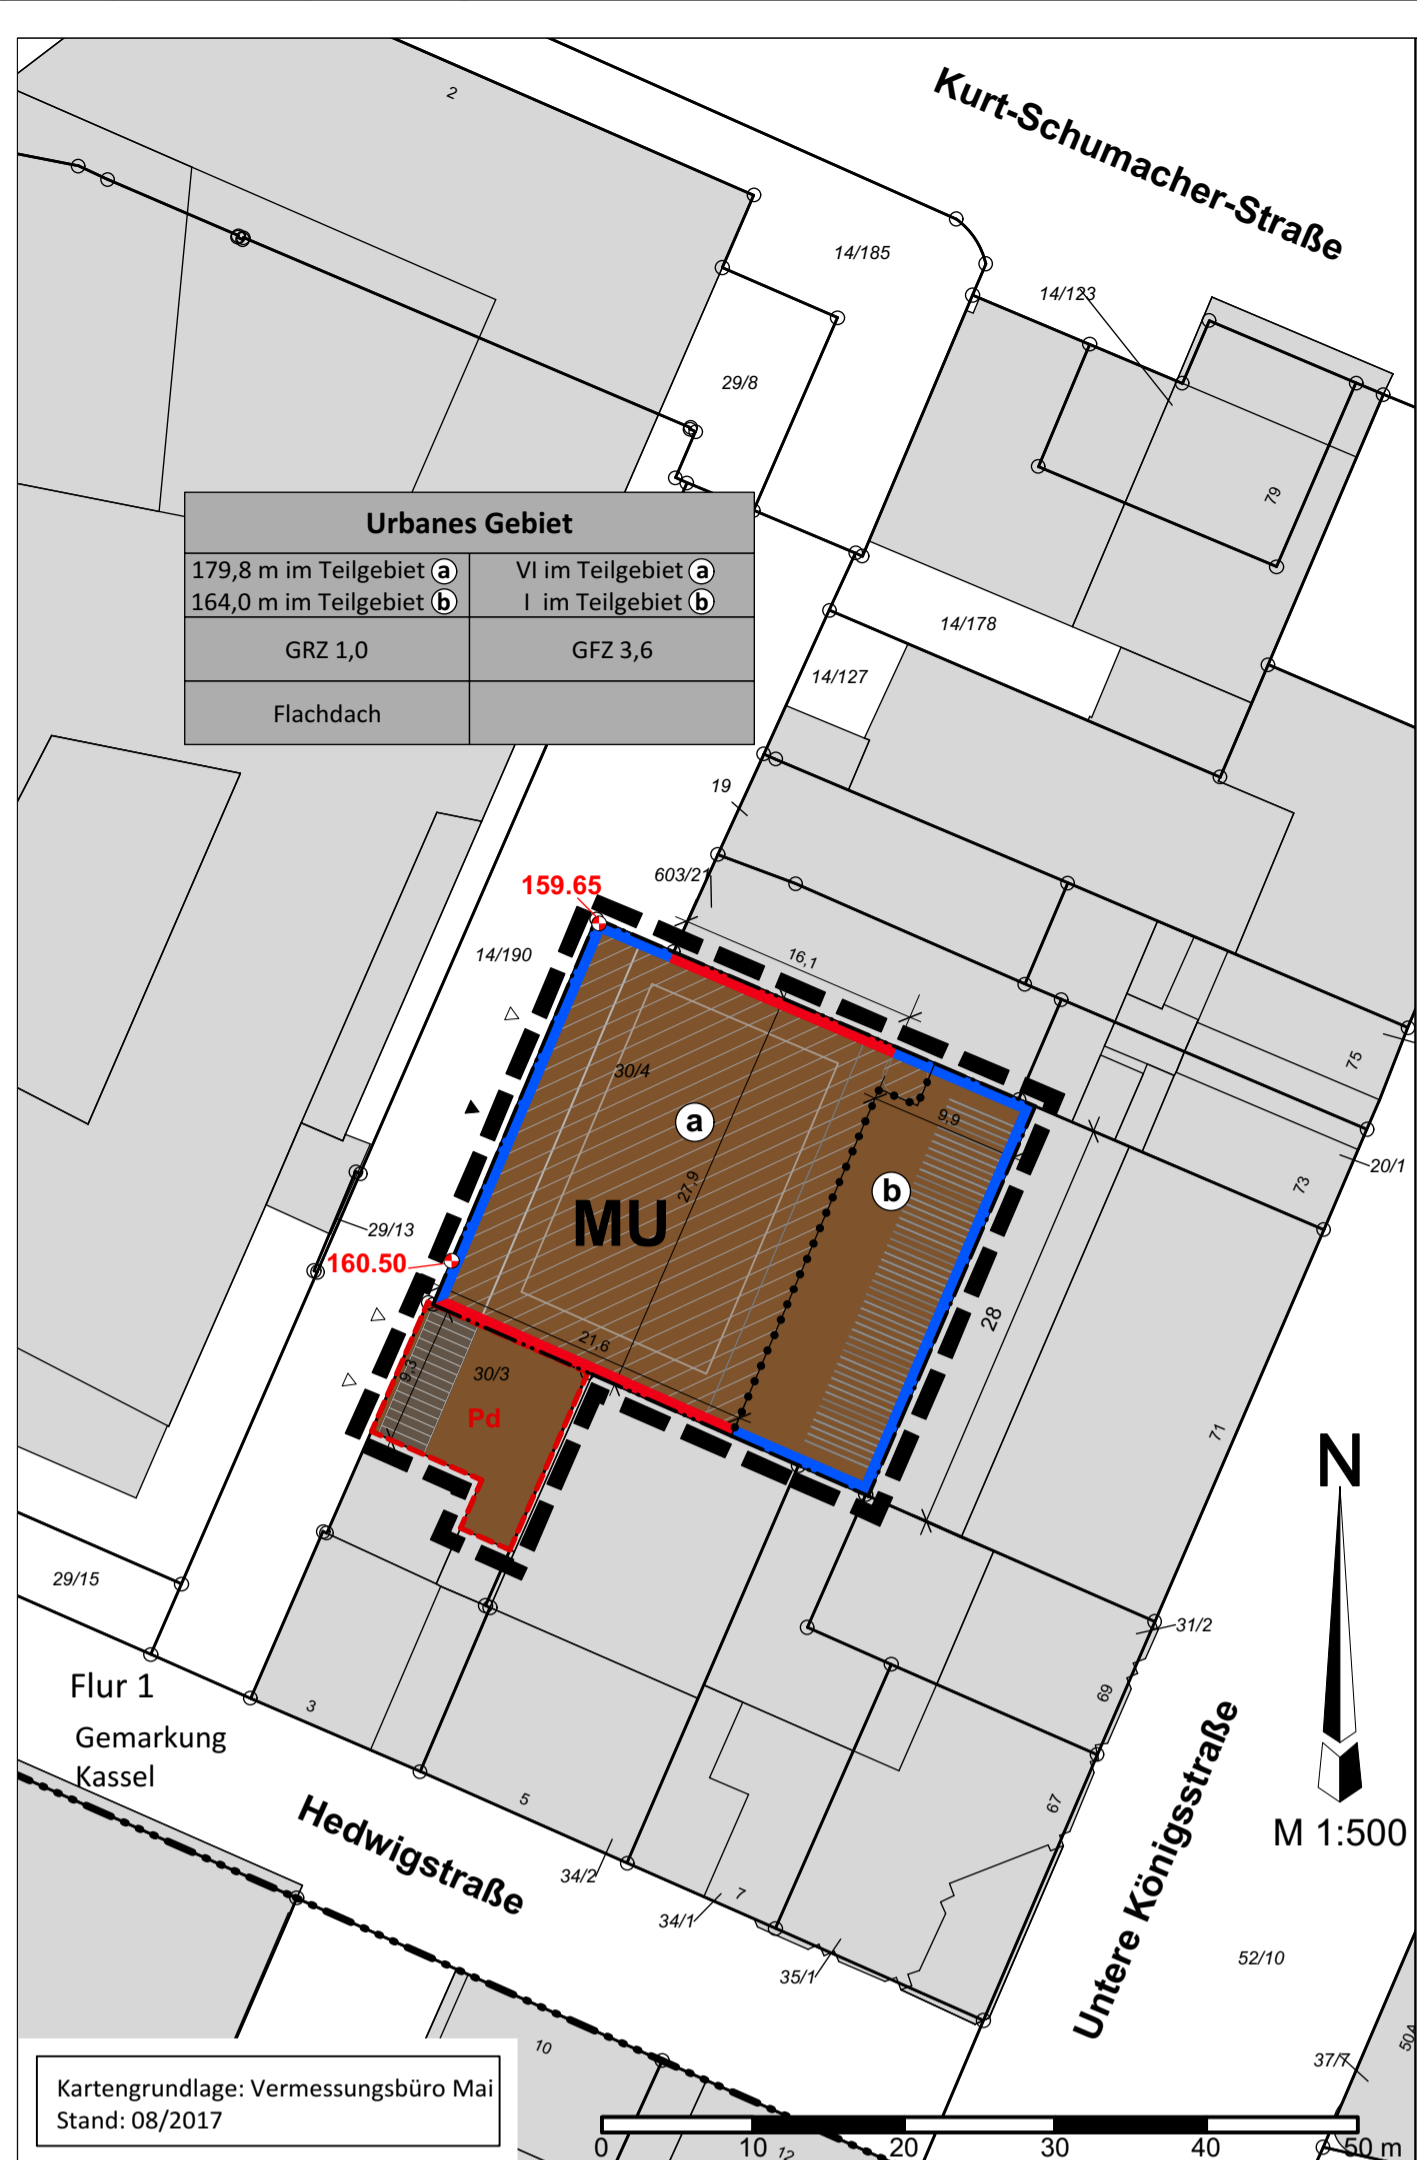 Kurt-Schumacher-Straße
2
14/185
14/123
29/8
79
Urbanes Gebiet
179,8 m im Teilgebiet a
164,0 m im Teilgebiet b
VI im Teilgebiet a
I im Teilgebiet b
GRZ 1,0
GFZ 3,6
Flachdach
14/178
14/127
19
603/21
159.65
14/190
16,1
30/4
a
9,9
75
b
20/1
73
27,9
MU
29/13
160.50
28
21,6
9,3
30/3
Pd
71
N
29/15
31/2
Flur 1
3
69
Gemarkung
Kassel
67
5
Hedwigstraße
Untere Königsstraße
M 1:500
34/2
7
34/1
35/1
52/10
10
37/7
50A
Kartengrundlage: Vermessungsbüro Mai
Stand: 08/2017
12
0 10 20 30 40 50 m